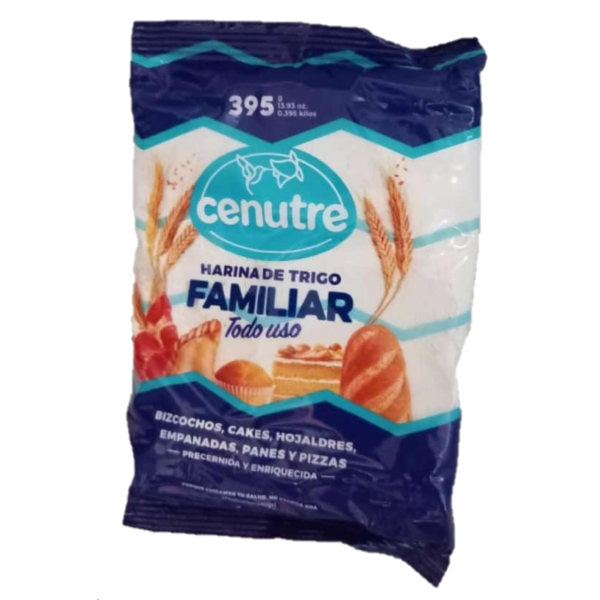 395 g
13.93 oz.
0.395 kilos
cenutre
HARINA DE TRIGO
FAMILIAR
Todo uso
BIZCOCHOS, CAKES, HOJALDRES,
EMPANADAS, PANES Y PIZZAS
PRECERNIDA Y ENRIQUECIDA